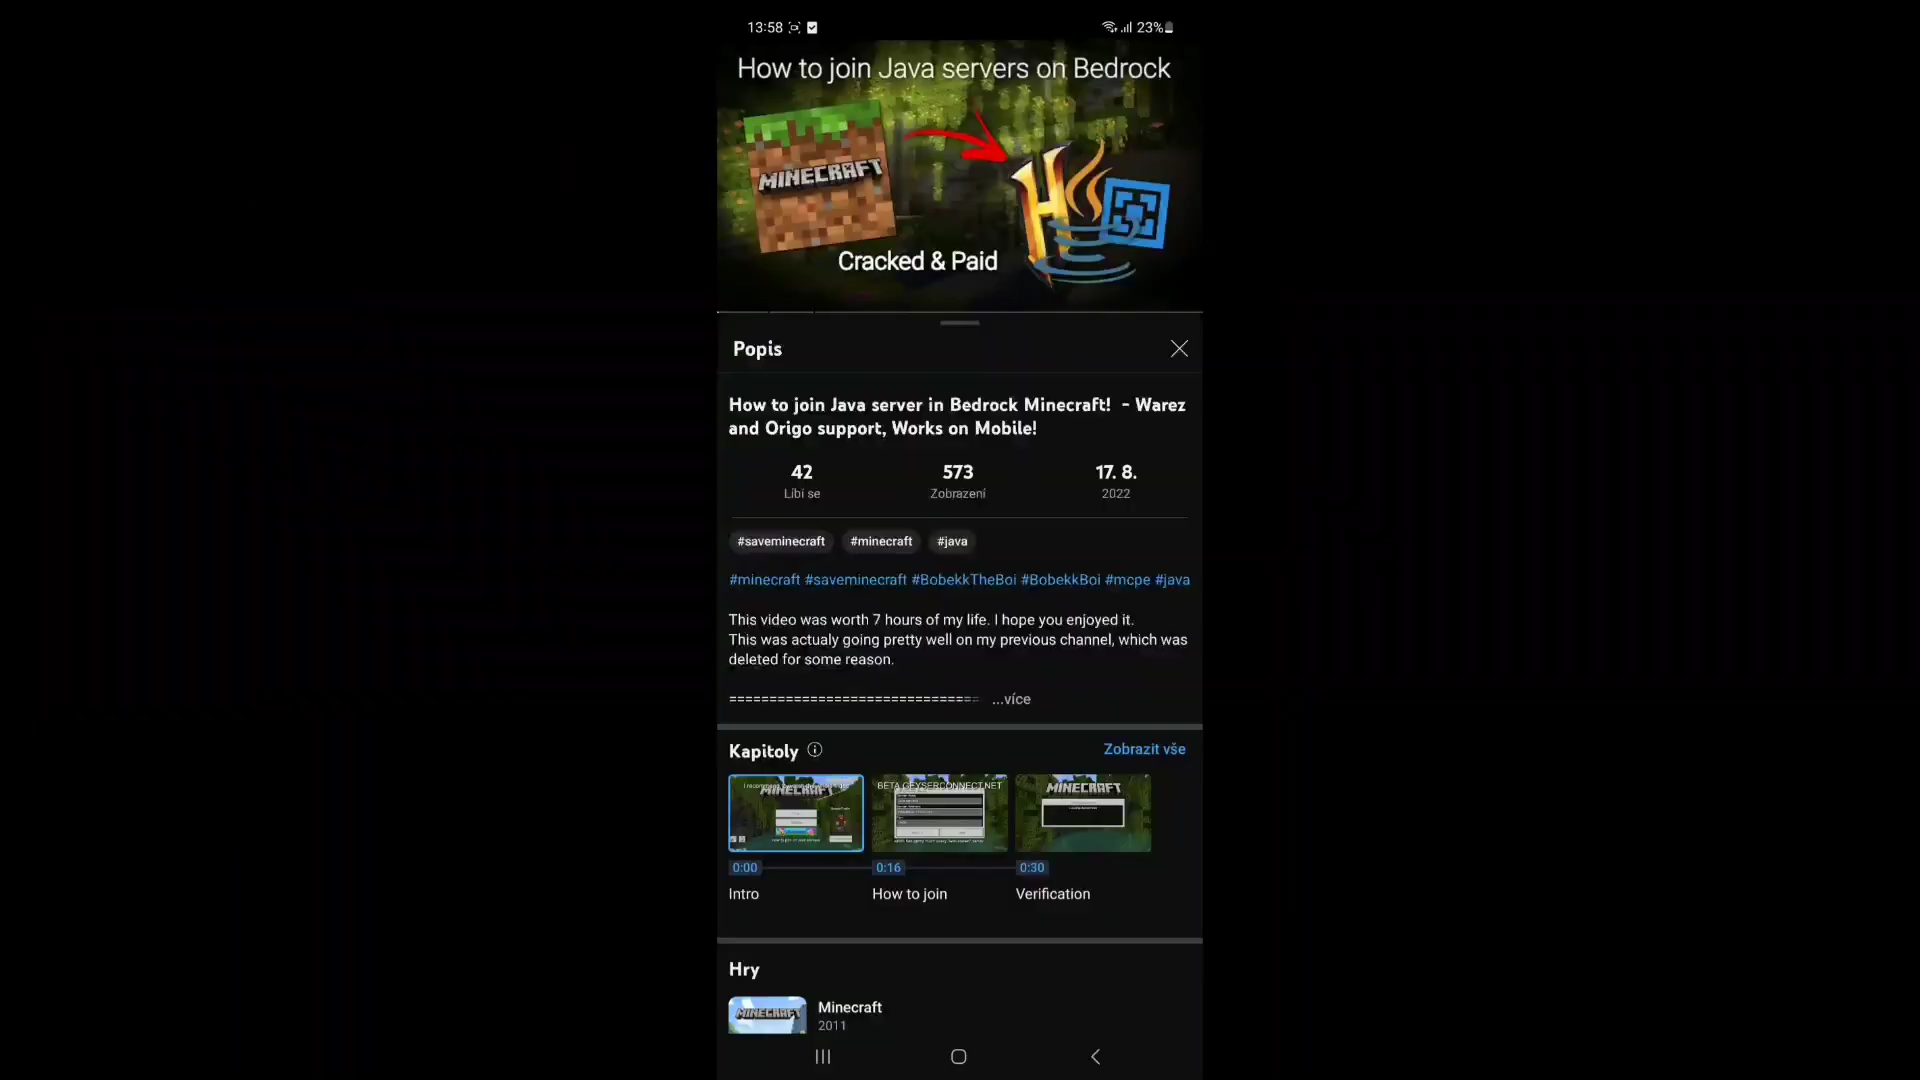 13:58
23%
How to join Java servers on Bedrock
MINECRAFT
Cracked & Paid
Popis
How to join Java server in Bedrock Minecraft!  - Warez
and Origo support, Works on Mobile!
42
573
17. 8.
Líbí se
Zobrazení
2022
#saveminecraft
#minecraft
#java
#minecraft #saveminecraft #BobekkTheBoi #BobekkBoi #mcpe #java
This video was worth 7 hours of my life. I hope you enjoyed it.
This was actualy going pretty well on my previous channel, which was
deleted for some reason.
=============================== ...více
Kapitoly
Zobrazit vše
MINECRAFT
BETA.GEYSERCONNECT.NET
MINECRAFT
0:00
0:16
0:30
Intro
How to join
Verification
Hry
MINECRAFT
Minecraft
2011